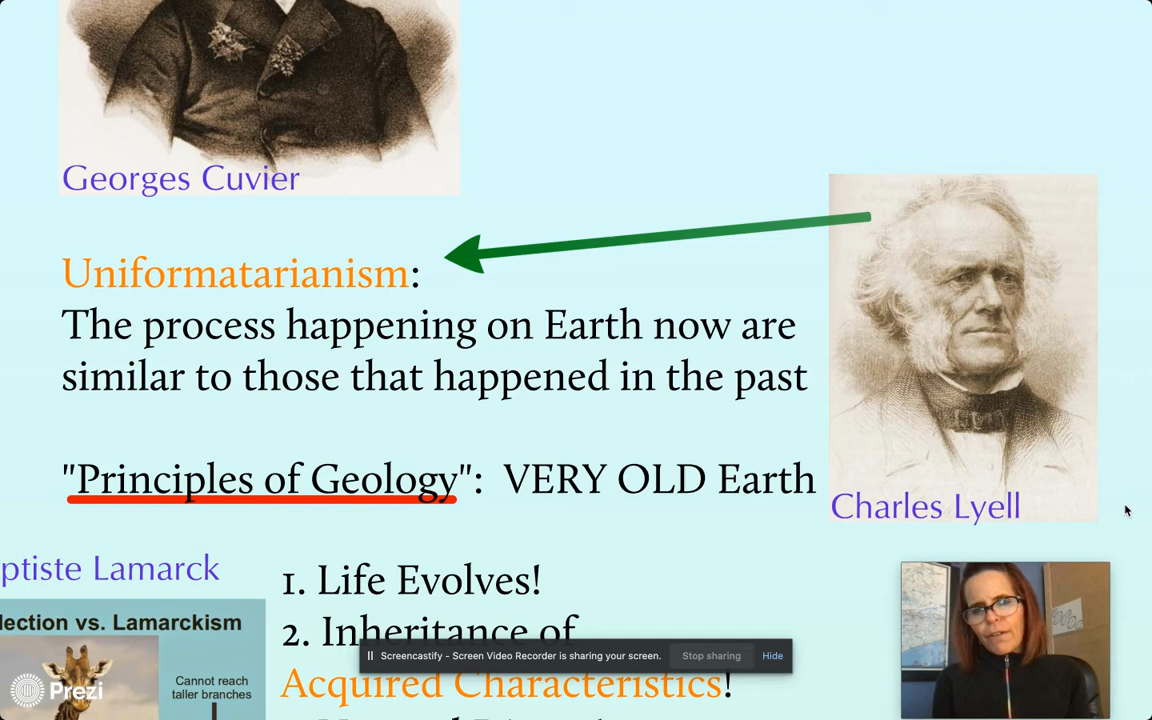 Georges Cuvier
Uniformatarianism:
The process happening on Earth now are
similar to those that happened in the past
"Principles of Geology": VERY OLD Earth
Charles Lyell
ptiste Lamarck
lection vs. Lamarckism
Cannot reach
taller branches
Prezi
1. Life Evolves!
2. Inheritance of
Acquired Characteristics!
Screencastify - Screen Video Recorder is sharing your screen.
Stop sharing
Hide